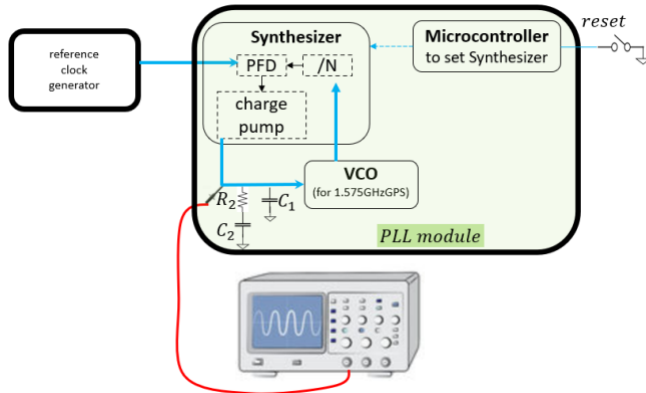 reset
Synthesizer
Microcontroller
to set Synthesizer
reference
clock
generator
PFD
/N
charge
pump
VCO
(for 1.575GHzGPS)
R₂
C₁
C₂
PLL module